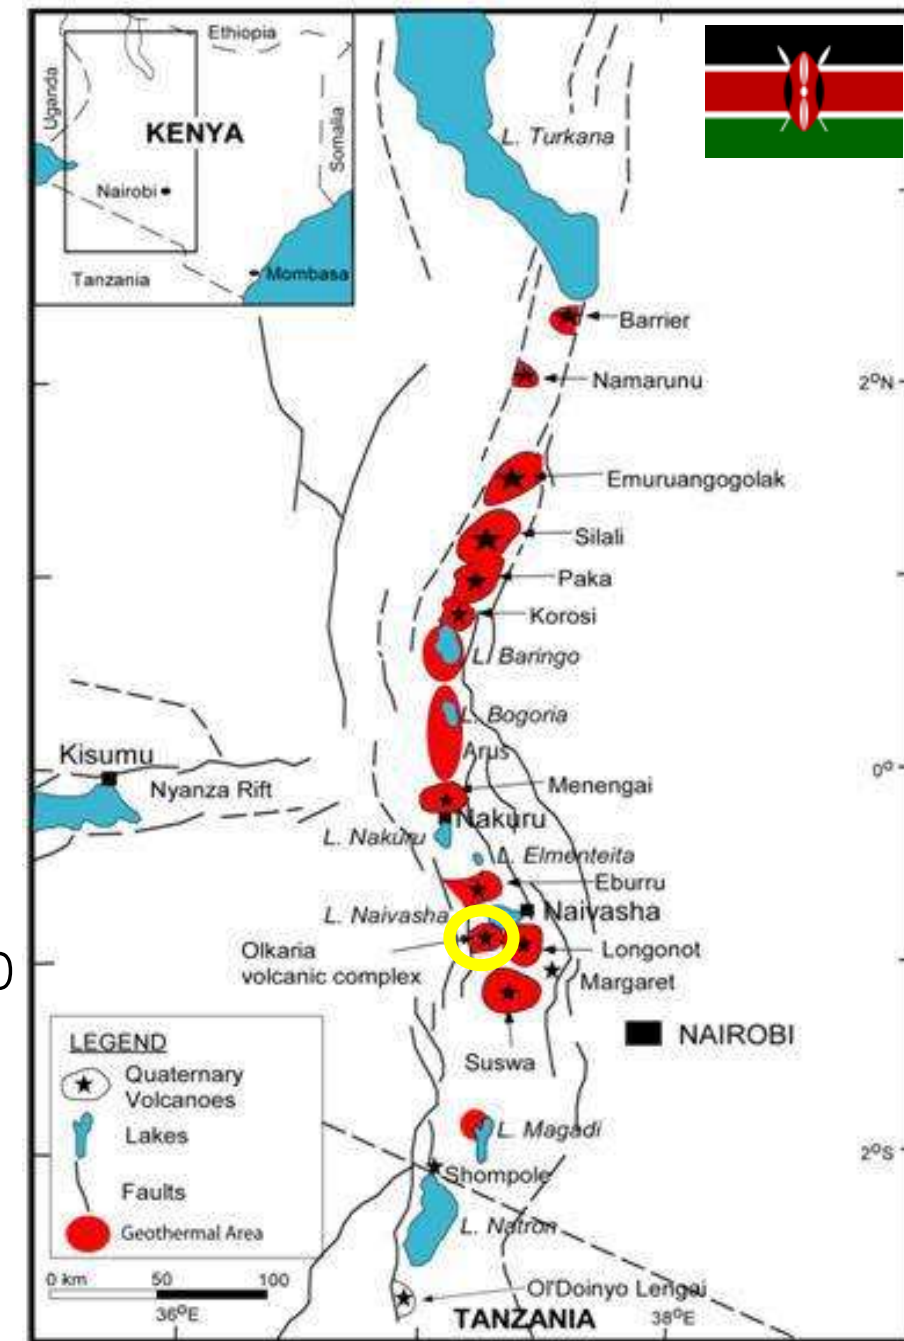 Ethiopia
Uganda
KENYA
Somalia
Nairobi
Tanzania
Mombasa
L. Turkana
Barrier
Namarunu
2°N
Emuruangogolak
Silali
Paka
Korosi
L. Baringo
L. Bogoria
Arus
Kisumu
Nyanza Rift
0°
Menengai
Nakuru
L. Nakuru
L. Elmenteita
Eburru
L. Naivasha
Naivasha
Olkaria
volcanic complex
Longonot
Margaret
0
NAIROBI
Suswa
LEGEND
Quaternary
Volcanoes
Lakes
Faults
Geothermal Area
0 km 50 100
36°E
L. Magadi
2°S
Shompole
L. Natron
Ol'Doinyo Lengai
TANZANIA
38°E